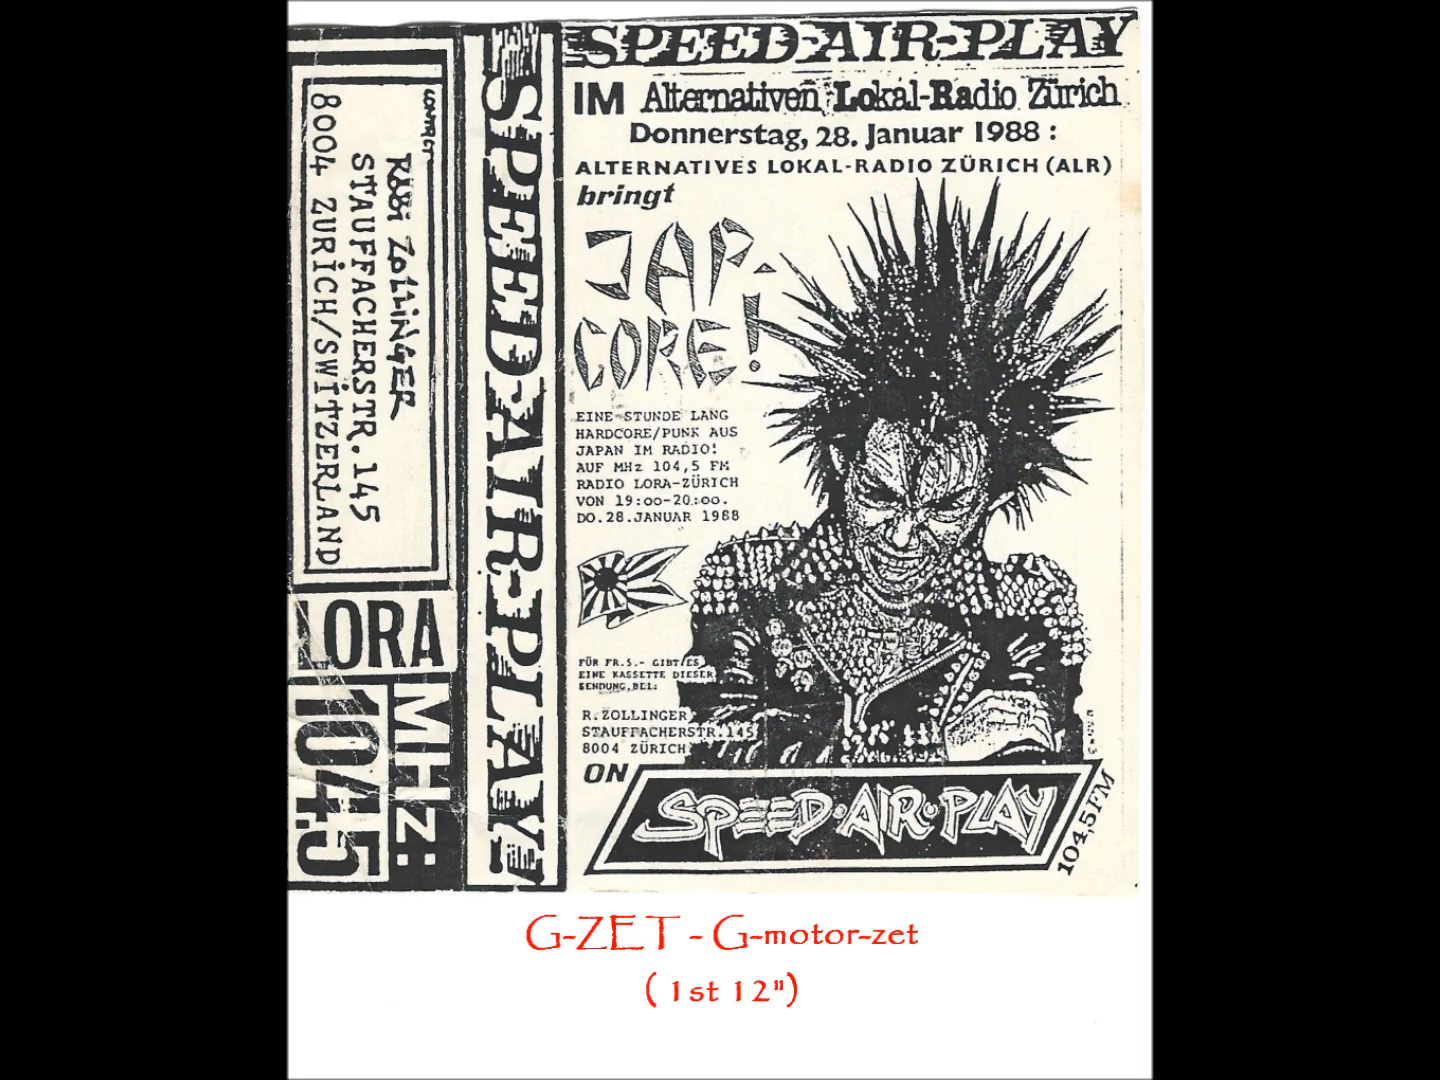 CONTACT
RÖBI ZOLLINGER
STAUFFACHERSTR.145
8004 ZÜRICH/SWITZERLAND
LORA
MHz:
104,5
SPEED-AIR-PLAY!
SPEED-AIR-PLAY
IM Alternativen Lokal-Radio Zürich
Donnerstag, 28. Januar 1988 :
ALTERNATIVES LOKAL-RADIO ZÜRICH (ALR)
bringt
JAP-
CORE!
EINE STUNDE LANG
HARDCORE/PUNK AUS
JAPAN IM RADIO!
AUF MHz 104,5 FM
RADIO LORA-ZÜRICH
VON 19:00-20:00.
DO.28.JANUAR 1988
FÜR FR.5.- GIBT ES
EINE KASSETTE DIESER
SENDUNG,BEI:
R.ZOLLINGER
STAUFFACHERSTR.145
8004 ZÜRICH
ON
SPEED·AIR·PLAY
104,5 FM
G-ZET - G-motor-zet
( 1st 12")